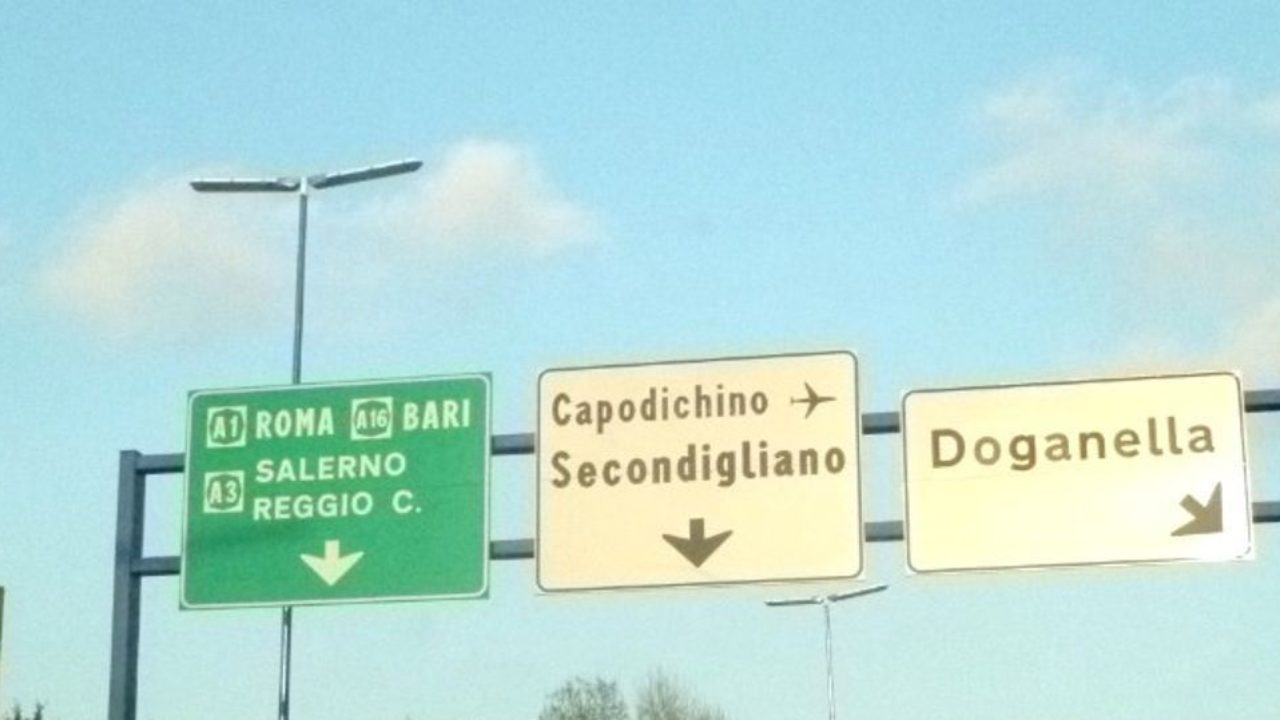 A1 ROMA A16 BARI
A3 SALERNO
REGGIO C.
Capodichino
Secondigliano
Doganella